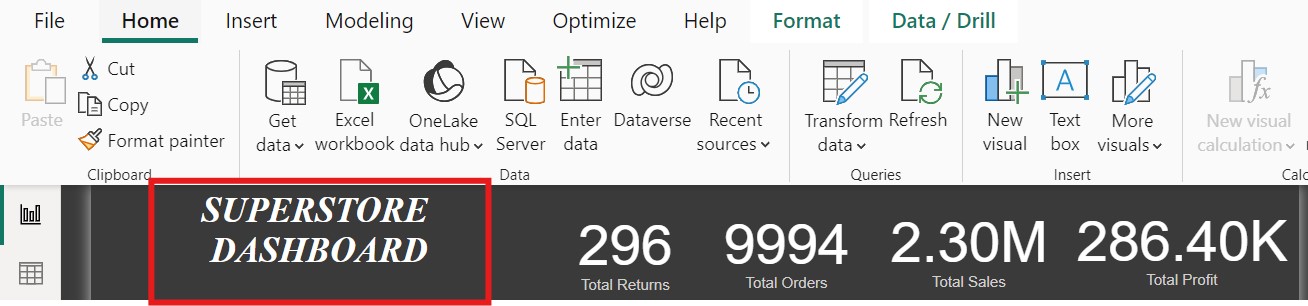 File Home Insert Modeling View Optimize Help Format Data / Drill
Paste
Cut
Copy
Format painter
Clipboard
Get data
Excel workbook
OneLake data hub
SQL Server
Enter data
Dataverse
Recent sources
Data
Transform data
Refresh
Queries
New visual
A
Text box
More visuals
Insert
fx
New visual calculation
SUPERSTORE
DASHBOARD
296
Total Returns
9994
Total Orders
2.30M
Total Sales
286.40K
Total Profit